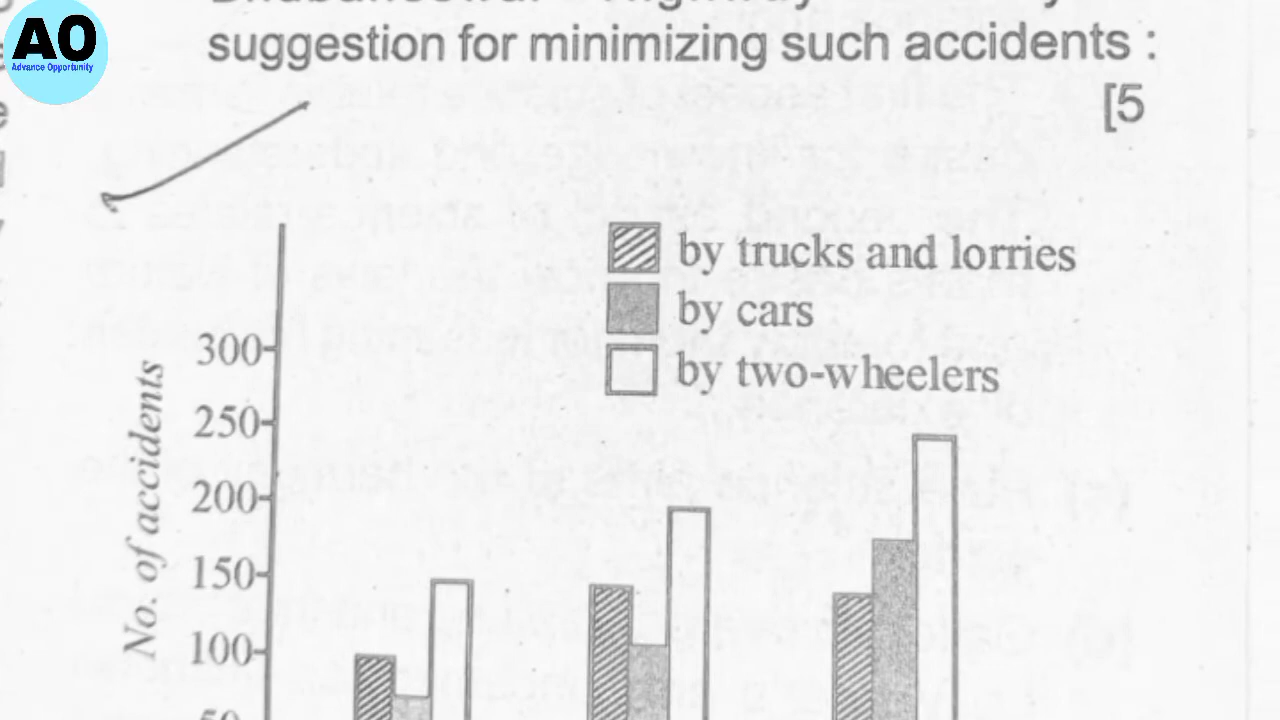 AO
Advance Opportunity
suggestion for minimizing such accidents :
[5
by trucks and lorries
by cars
by two-wheelers
No. of accidents
300
250
200
150
100